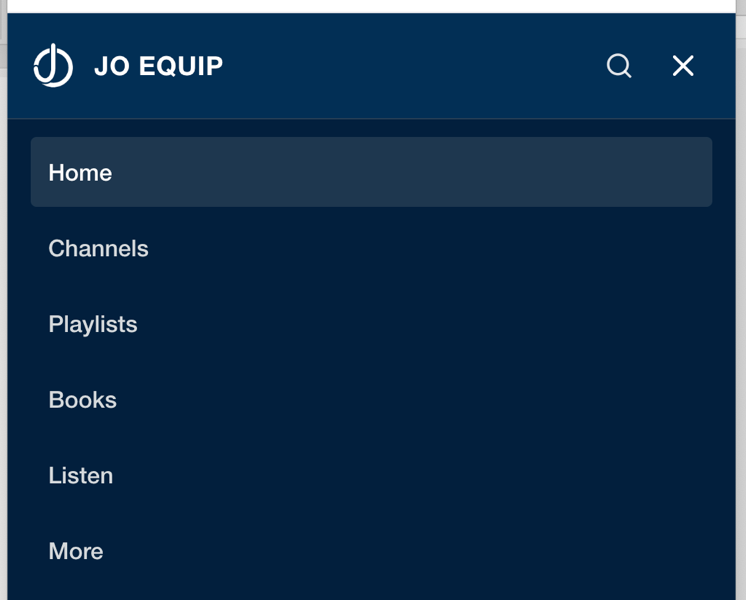 JO EQUIP
Home
Channels
Playlists
Books
Listen
More